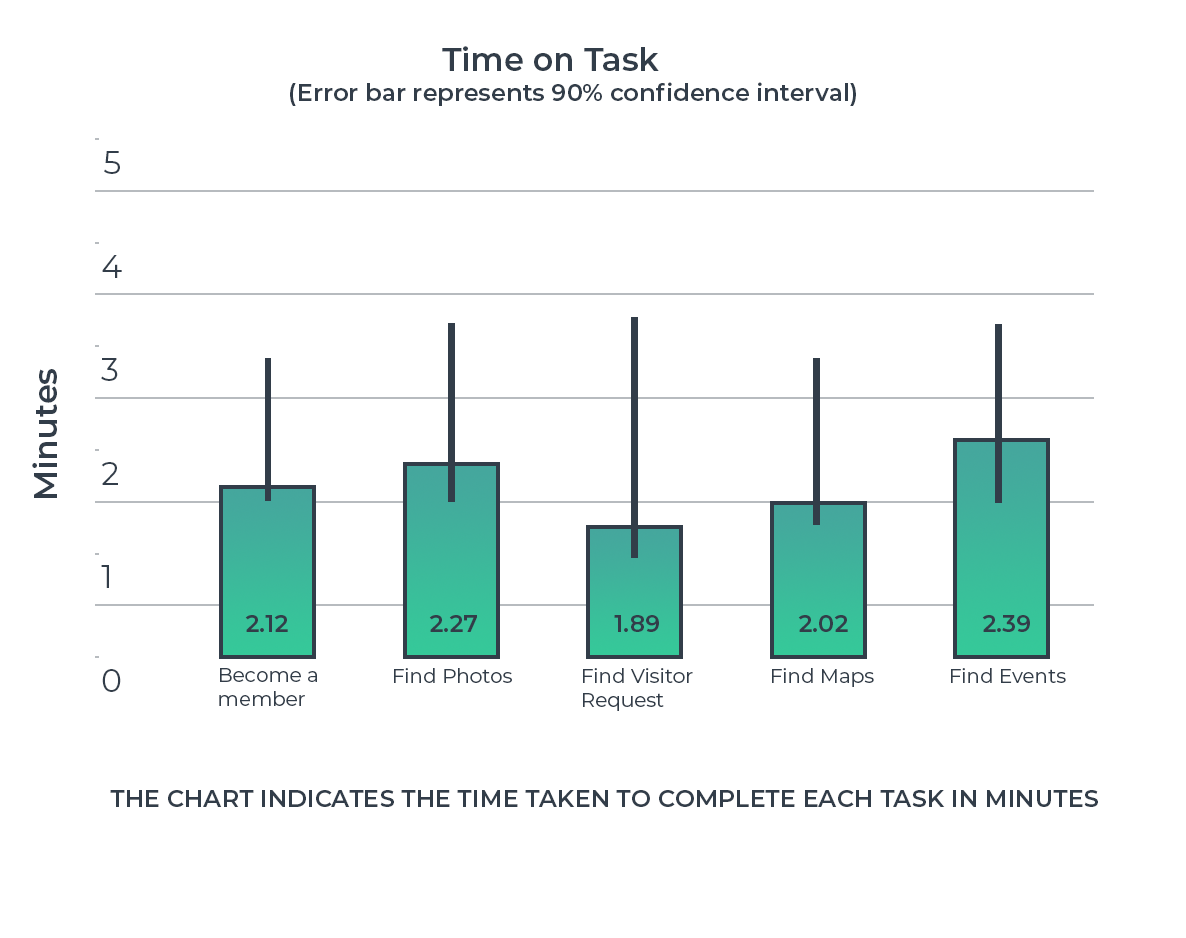 Time on Task
(Error bar represents 90% confidence interval)
5
4
3
2
1
0
Minutes
2.12
2.27
1.89
2.02
2.39
Become a
member
Find Photos
Find Visitor
Request
Find Maps
Find Events
THE CHART INDICATES THE TIME TAKEN TO COMPLETE EACH TASK IN MINUTES